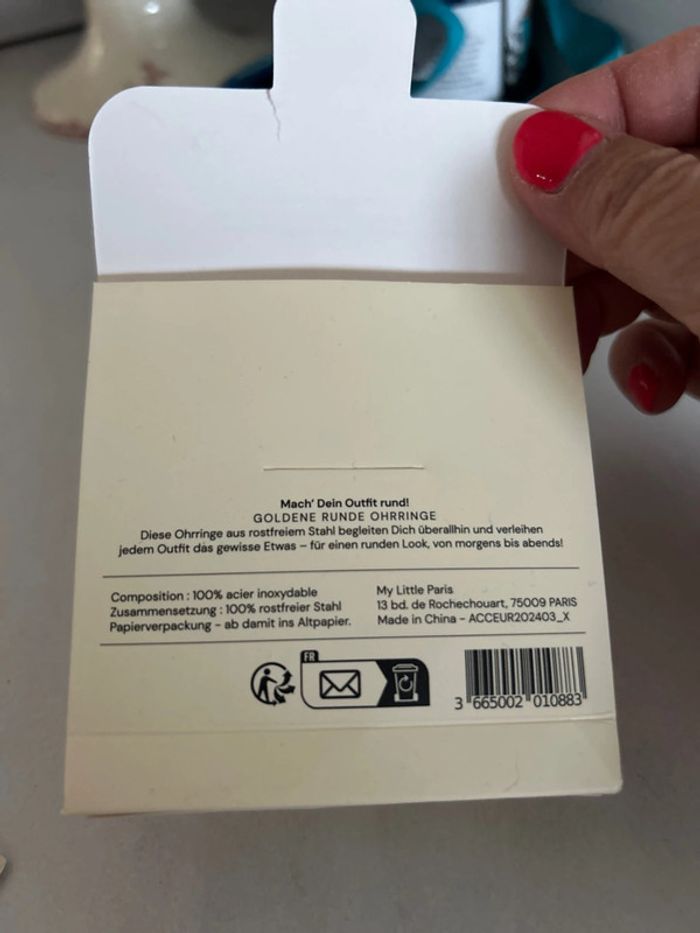 Mach' Dein Outfit rund!
GOLDENE RUNDE OHRRINGE
Diese Ohrringe aus rostfreiem Stahl begleiten Dich überallhin und verleihen
jedem Outfit das gewisse Etwas – für einen runden Look, von morgens bis abends!
Composition : 100% acier inoxydable
Zusammensetzung : 100% rostfreier Stahl
Papierverpackung - ab damit ins Altpapier.
My Little Paris
13 bd. de Rochechouart, 75009 PARIS
Made in China - ACCEUR202403_X
FR
3 665002 010883